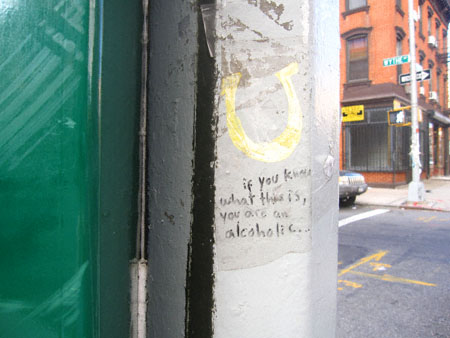 if you know
what this is,
you are an
alcoholic...